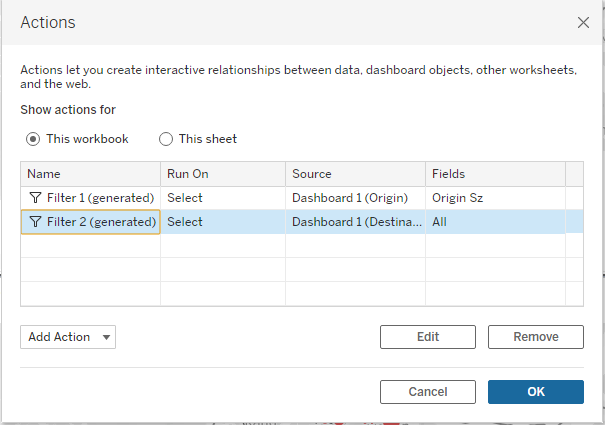 Actions
Actions let you create interactive relationships between data, dashboard objects, other worksheets,
and the web.
Show actions for
This workbook This sheet
Name Run On Source Fields
Filter 1 (generated) Select Dashboard 1 (Origin) Origin Sz
Filter 2 (generated) Select Dashboard 1 (Destina... All
Add Action Edit Remove
Cancel OK